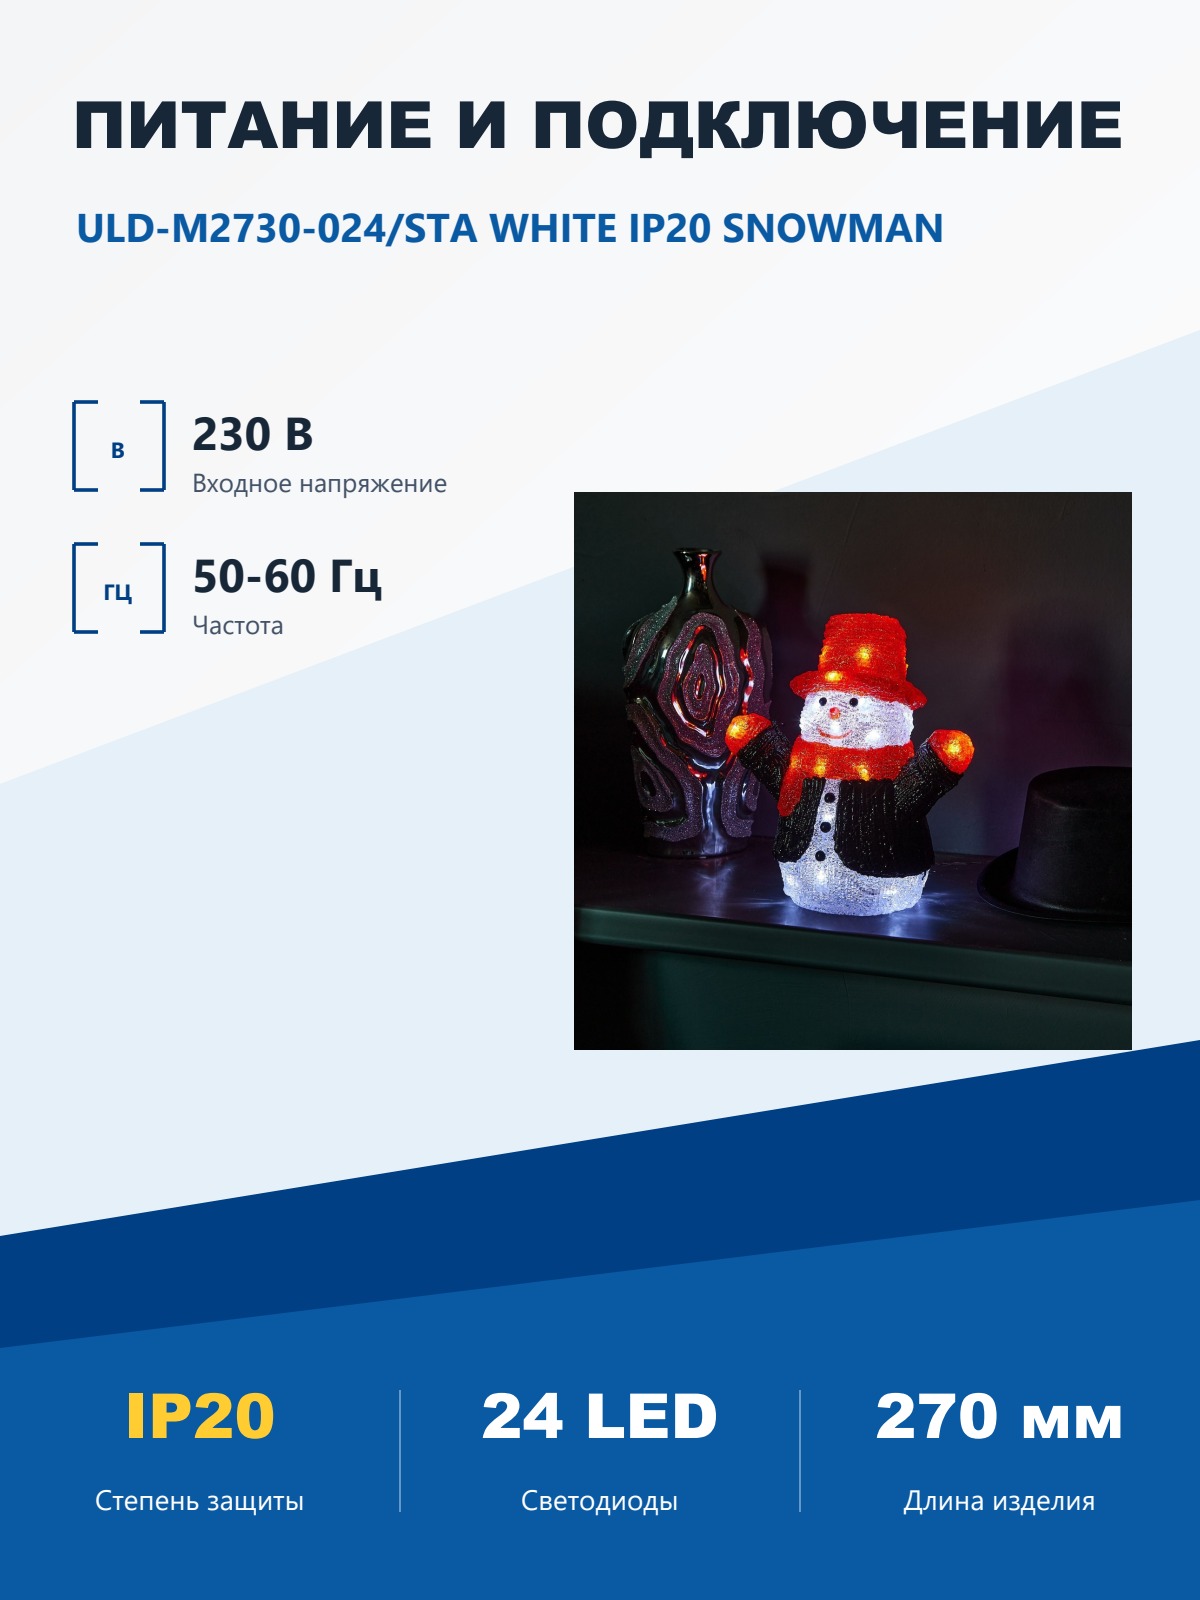 ПИТАНИЕ И ПОДКЛЮЧЕНИЕ
ULD-M2730-024/STA WHITE IP20 SNOWMAN
В
230 В
Входное напряжение
ГЦ
50-60 Гц
Частота
IP20
24 LED
270 мм
Степень защиты
Светодиоды
Длина изделия